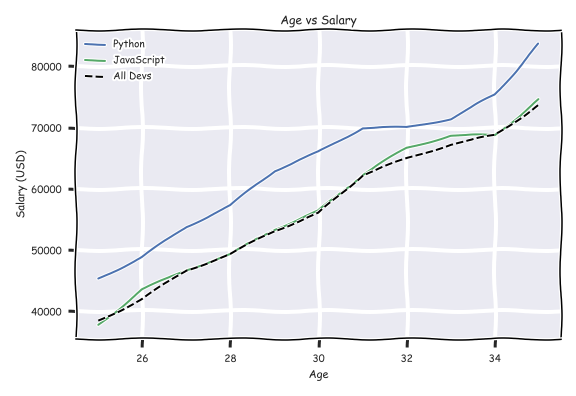 Age vs Salary
Python
JavaScript
All Devs
80000
70000
60000
50000
40000
Salary (USD)
26 28 30 32 34
Age